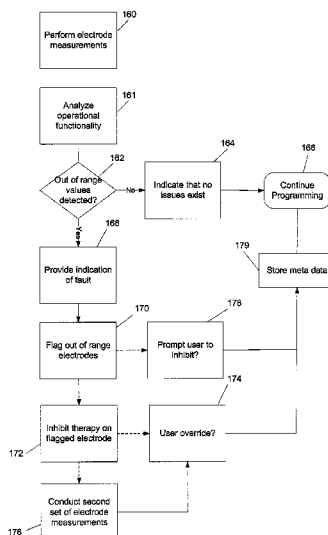 160
Perform electrode
measurements
161
Analyze
operational
functionality
162
Out of range
values
detected?
No
Yes
164
Indicate that no
issues exist
166
Continue
Programming
168
Provide indication
of fault
179
Store meta data
170
Flag out of range
electrodes
178
Prompt user to
inhibit?
174
Inhibit therapy on
flagged electrode
172
User override?
Conduct second
set of electrode
measurements
176